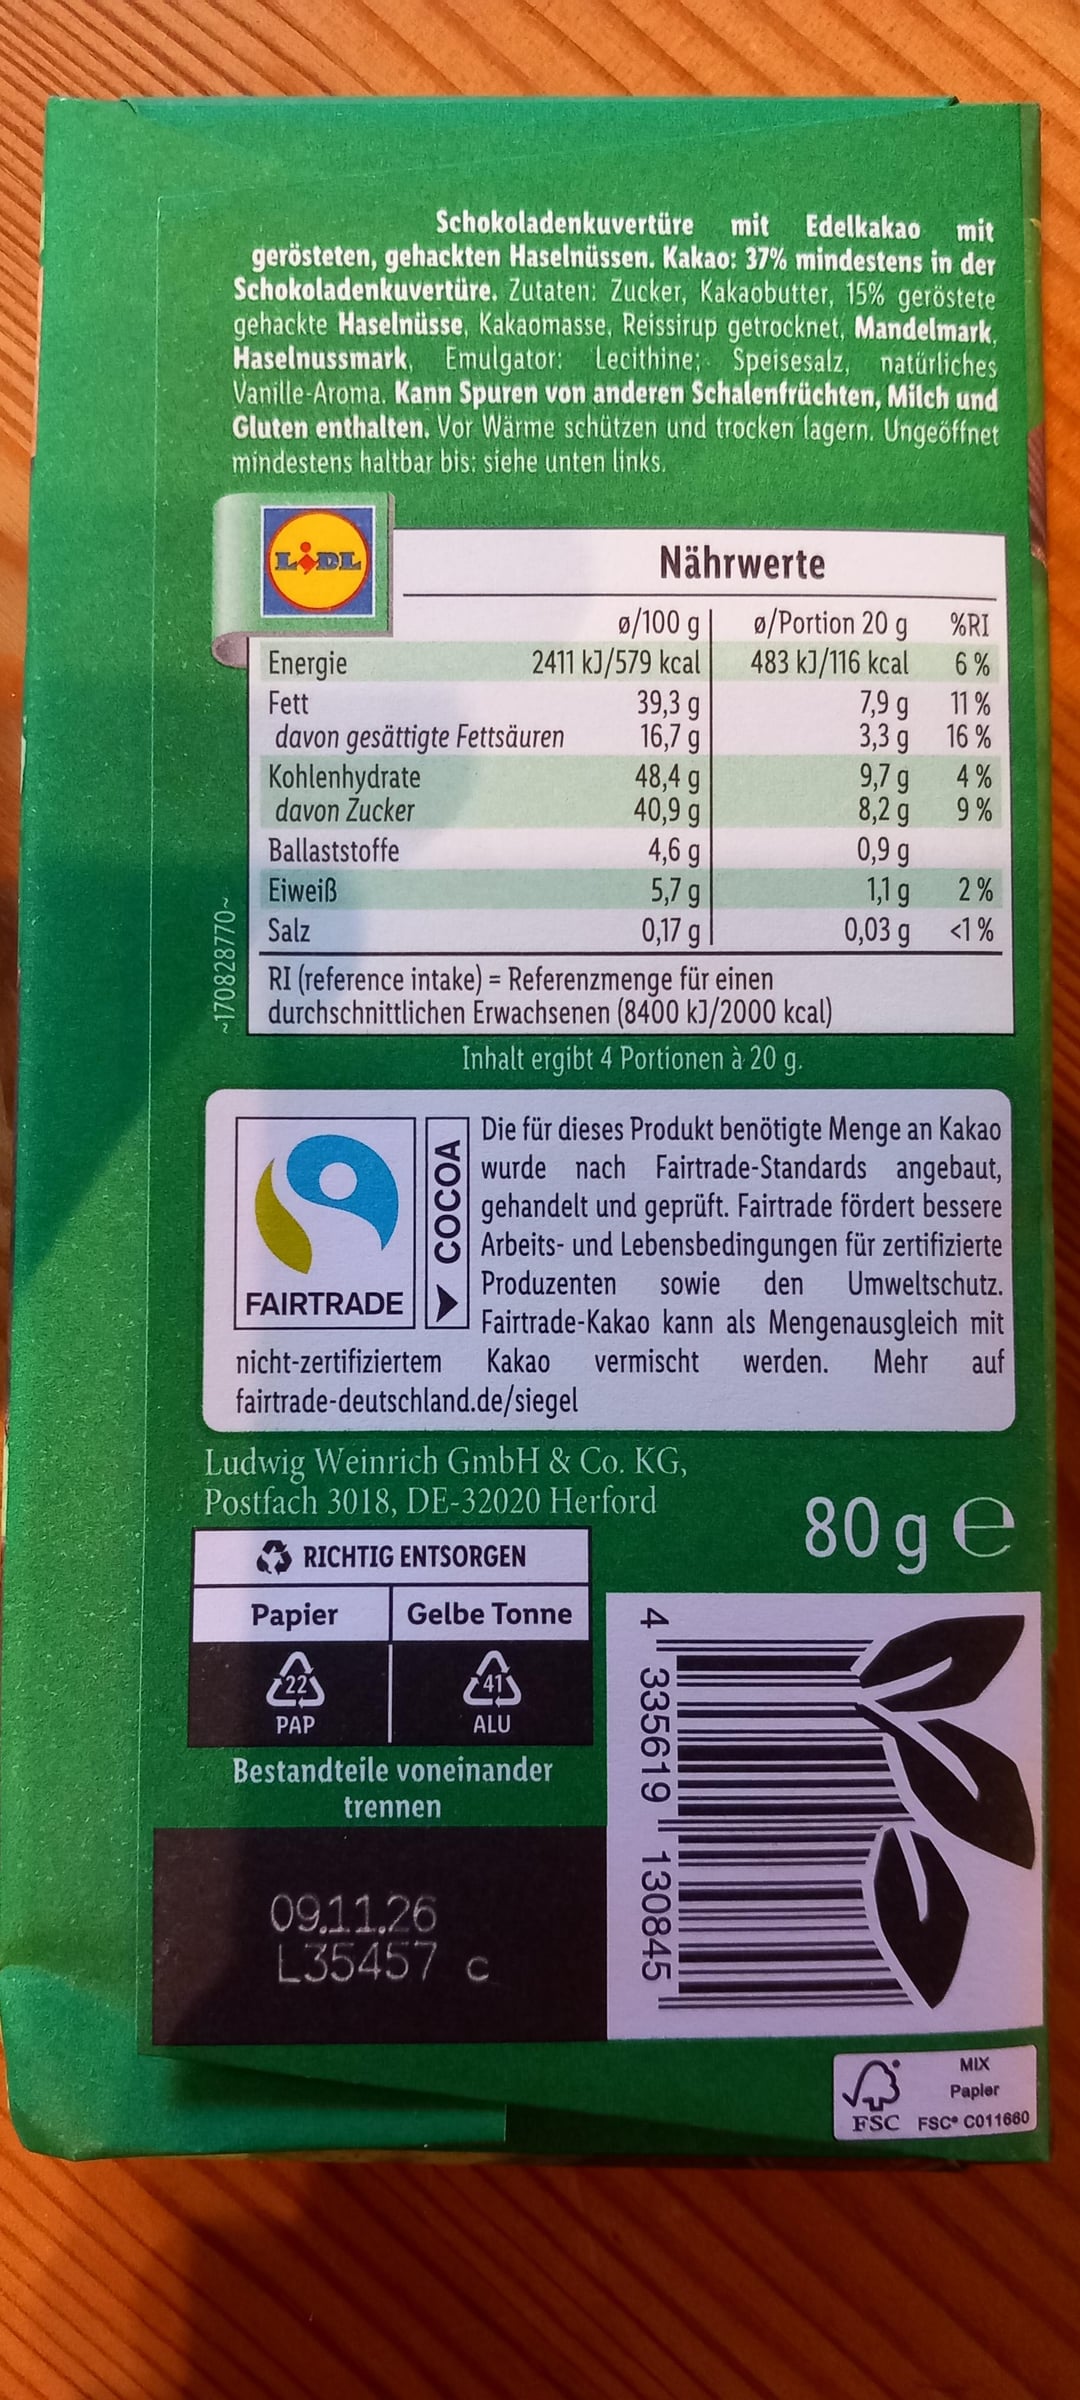 Schokoladenkuvertüre mit Edelkakao mit
gerösteten, gehackten Haselnüssen. Kakao: 37% mindestens in der
Schokoladenkuvertüre. Zutaten: Zucker, Kakaobutter, 15% geröstete
gehackte Haselnüsse, Kakaomasse, Reissirup getrocknet, Mandelmark,
Haselnussmark, Emulgator: Lecithine; Speisesalz, natürliches
Vanille-Aroma. Kann Spuren von anderen Schalenfrüchten, Milch und
Gluten enthalten. Vor Wärme schützen und trocken lagern. Ungeöffnet
mindestens haltbar bis: siehe unten links.
LIDL
Nährwerte
ø/100 g ø/Portion 20 g %RI
Energie 2411 kJ/579 kcal 483 kJ/116 kcal 6 %
Fett 39,3 g 7,9 g 11 %
davon gesättigte Fettsäuren 16,7 g 3,3 g 16 %
Kohlenhydrate 48,4 g 9,7 g 4 %
davon Zucker 40,9 g 8,2 g 9 %
Ballaststoffe 4,6 g 0,9 g
Eiweiß 5,7 g 1,1 g 2 %
Salz 0,17 g 0,03 g <1 %
RI (reference intake) = Referenzmenge für einen
durchschnittlichen Erwachsenen (8400 kJ/2000 kcal)
~170828770~
Inhalt ergibt 4 Portionen à 20 g.
FAIRTRADE
COCOA
Die für dieses Produkt benötigte Menge an Kakao
wurde nach Fairtrade-Standards angebaut,
gehandelt und geprüft. Fairtrade fördert bessere
Arbeits- und Lebensbedingungen für zertifizierte
Produzenten sowie den Umweltschutz.
Fairtrade-Kakao kann als Mengenausgleich mit
nicht-zertifiziertem Kakao vermischt werden. Mehr auf
fairtrade-deutschland.de/siegel
Ludwig Weinrich GmbH & Co. KG,
Postfach 3018, DE-32020 Herford
80 g e
RICHTIG ENTSORGEN
Papier Gelbe Tonne
22 41
PAP ALU
Bestandteile voneinander
trennen
09.11.26
L35457 c
4 335619 130845
MIX
Papier
FSC FSC® C011660